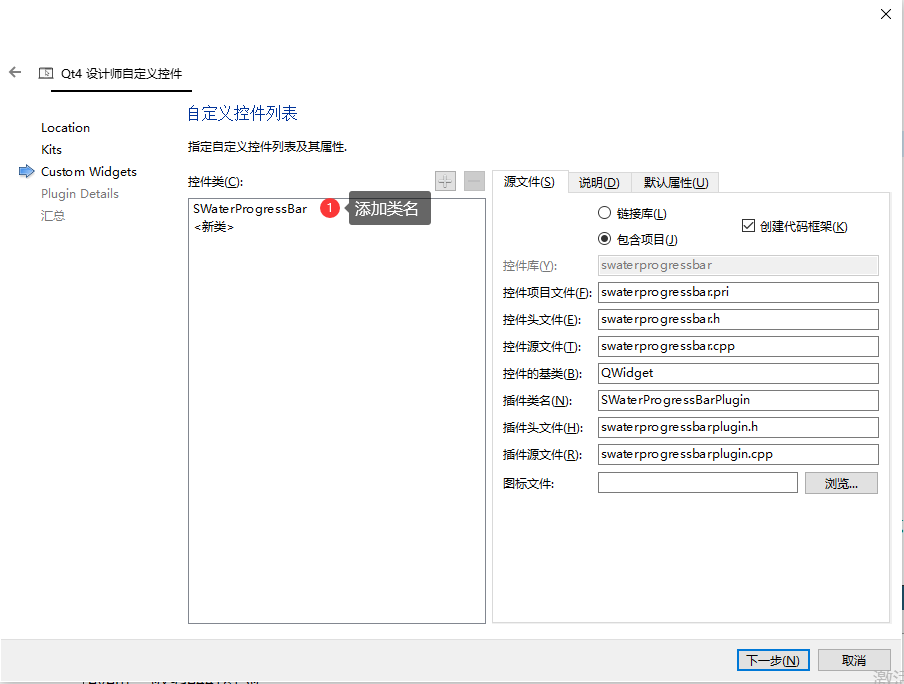 Qt4 设计师自定义控件
Location
Kits
Custom Widgets
Plugin Details
汇总
自定义控件列表
指定自定义控件列表及其属性.
控件类(C):
SWaterProgressBar
1 添加类名
<新类>
源文件(S) 说明(D) 默认属性(U)
链接库(L)
包含项目(J)
创建代码框架(K)
控件库(Y): swaterprogressbar
控件项目文件(F): swaterprogressbar.pri
控件头文件(E): swaterprogressbar.h
控件源文件(T): swaterprogressbar.cpp
控件的基类(B): QWidget
插件类名(N): SWaterProgressBarPlugin
插件头文件(H): swaterprogressbarplugin.h
插件源文件(R): swaterprogressbarplugin.cpp
图标文件: 浏览...
下一步(N) 取消